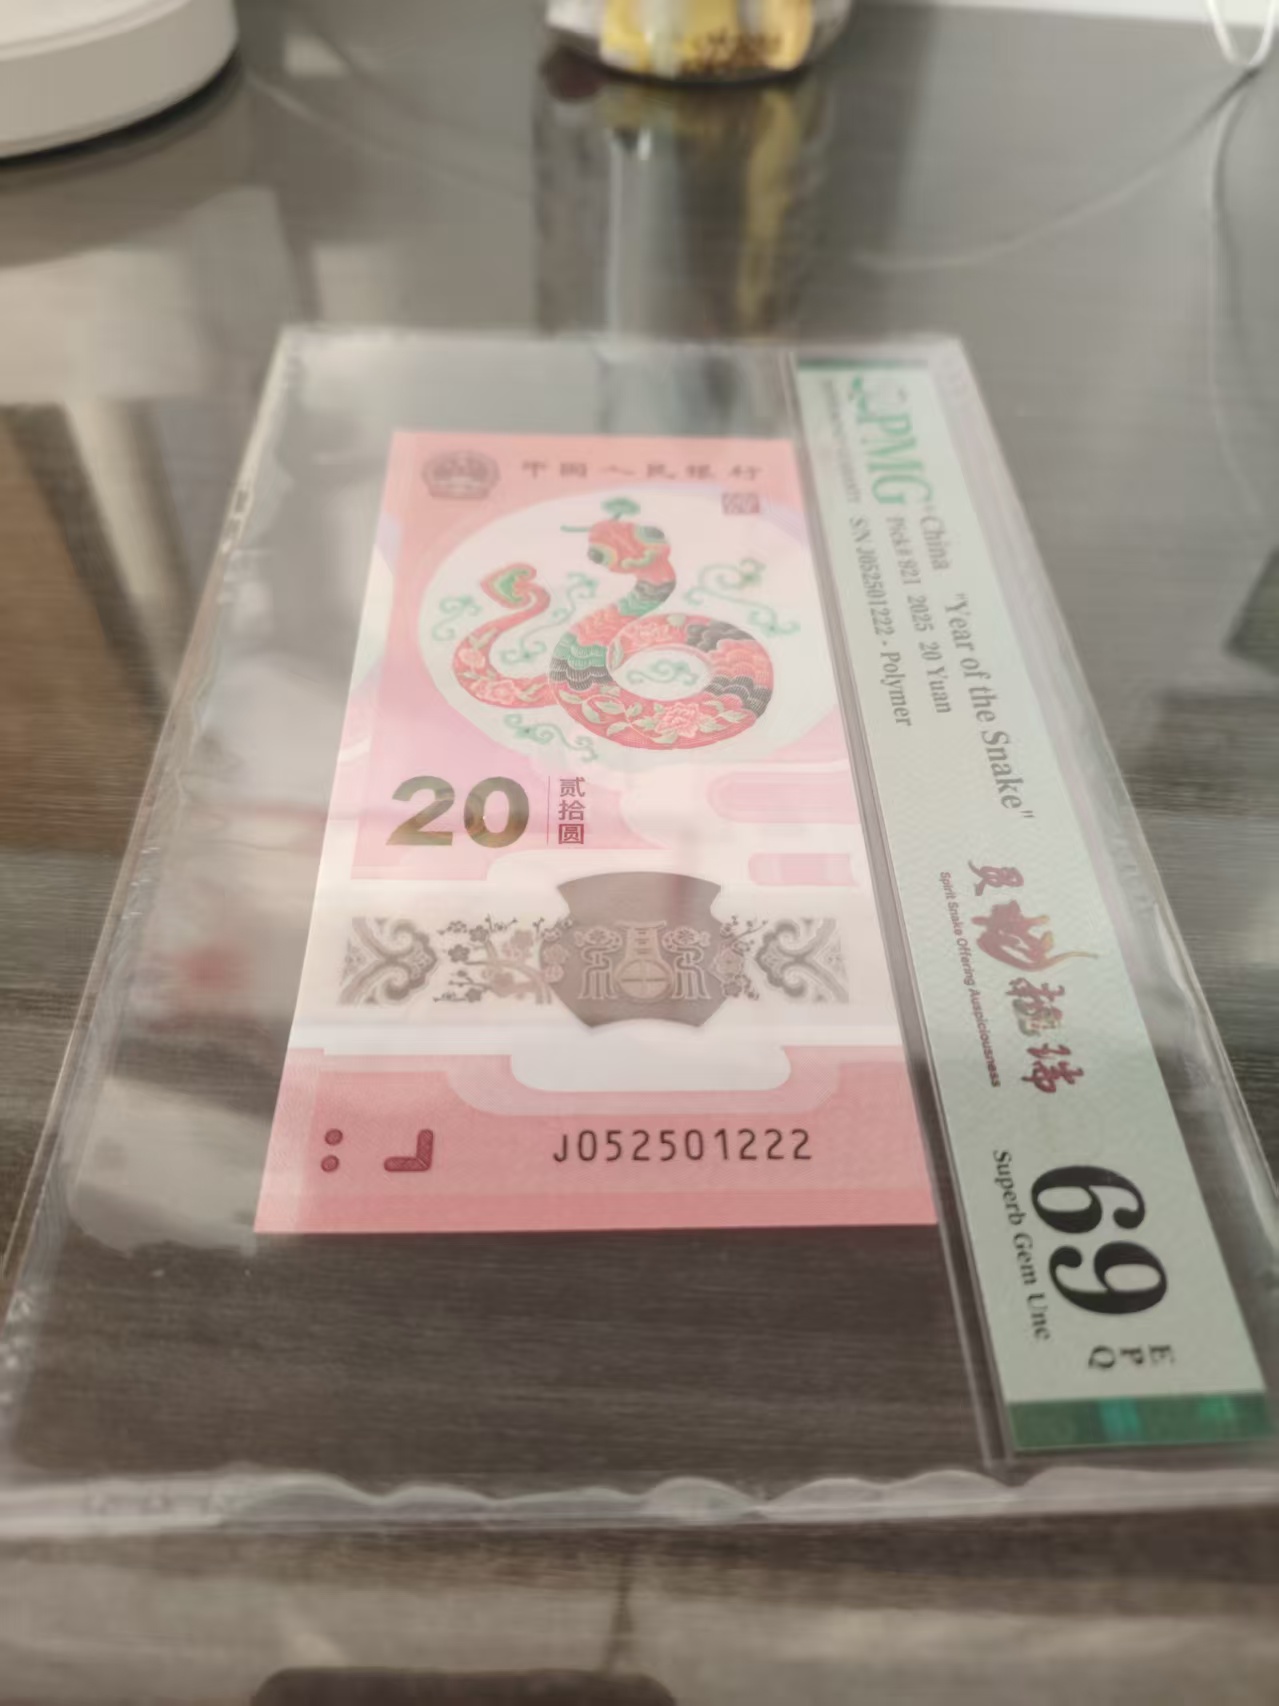 中国人民银行
20
贰拾圆
J052501222
PMG
China "Year of the Snake"
Pick# 921 2025 20 Yuan
S/N J052501222 - Polymer
灵蛇献瑞
Spirit Snake Offering Auspiciousness
69
EPQ
Superb Gem Unc